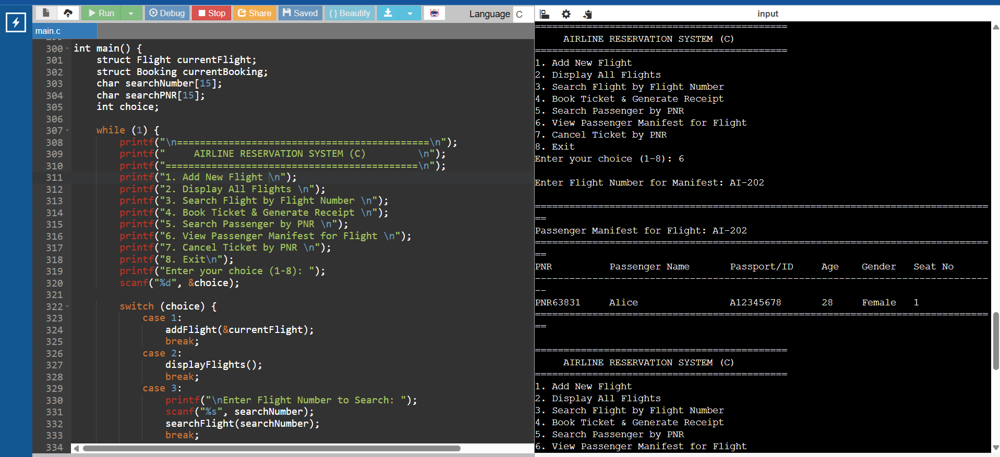 Run
Debug
Stop
Share
Saved
{ } Beautify
Language C
input
main.c
300 int main() {
301     struct Flight currentFlight;
302     struct Booking currentBooking;
303     char searchNumber[15];
304     char searchPNR[15];
305     int choice;
306
307     while (1) {
308         printf("\n============================================\n");
309         printf("     AIRLINE RESERVATION SYSTEM (C)         \n");
310         printf("============================================\n");
311         printf("1. Add New Flight \n");
312         printf("2. Display All Flights \n");
313         printf("3. Search Flight by Flight Number \n");
314         printf("4. Book Ticket & Generate Receipt \n");
315         printf("5. Search Passenger by PNR \n");
316         printf("6. View Passenger Manifest for Flight \n");
317         printf("7. Cancel Ticket by PNR \n");
318         printf("8. Exit\n");
319         printf("Enter your choice (1-8): ");
320         scanf("%d", &choice);
321
322         switch (choice) {
323             case 1:
324                 addFlight(&currentFlight);
325                 break;
326             case 2:
327                 displayFlights();
328                 break;
329             case 3:
330                 printf("\nEnter Flight Number to Search: ");
331                 scanf("%s", searchNumber);
332                 searchFlight(searchNumber);
333                 break;
334
============================================
     AIRLINE RESERVATION SYSTEM (C)
============================================
1. Add New Flight
2. Display All Flights
3. Search Flight by Flight Number
4. Book Ticket & Generate Receipt
5. Search Passenger by PNR
6. View Passenger Manifest for Flight
7. Cancel Ticket by PNR
8. Exit
Enter your choice (1-8): 6
Enter Flight Number for Manifest: AI-202
===============================================================================
==
Passenger Manifest for Flight: AI-202
===============================================================================
==
PNR          Passenger Name       Passport/ID     Age    Gender   Seat No
-------------------------------------------------------------------------------
--
PNR63831     Alice                A12345678       28     Female   1
===============================================================================
==
============================================
     AIRLINE RESERVATION SYSTEM (C)
============================================
1. Add New Flight
2. Display All Flights
3. Search Flight by Flight Number
4. Book Ticket & Generate Receipt
5. Search Passenger by PNR
6. View Passenger Manifest for Flight